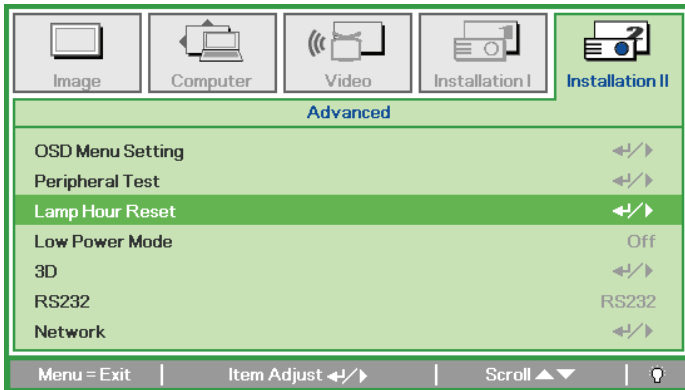 Image
Computer
Video
Installation I
Installation II
Advanced
OSD Menu Setting
Peripheral Test
Lamp Hour Reset
Low Power Mode Off
3D
RS232 RS232
Network
Menu = Exit Item Adjust Scroll